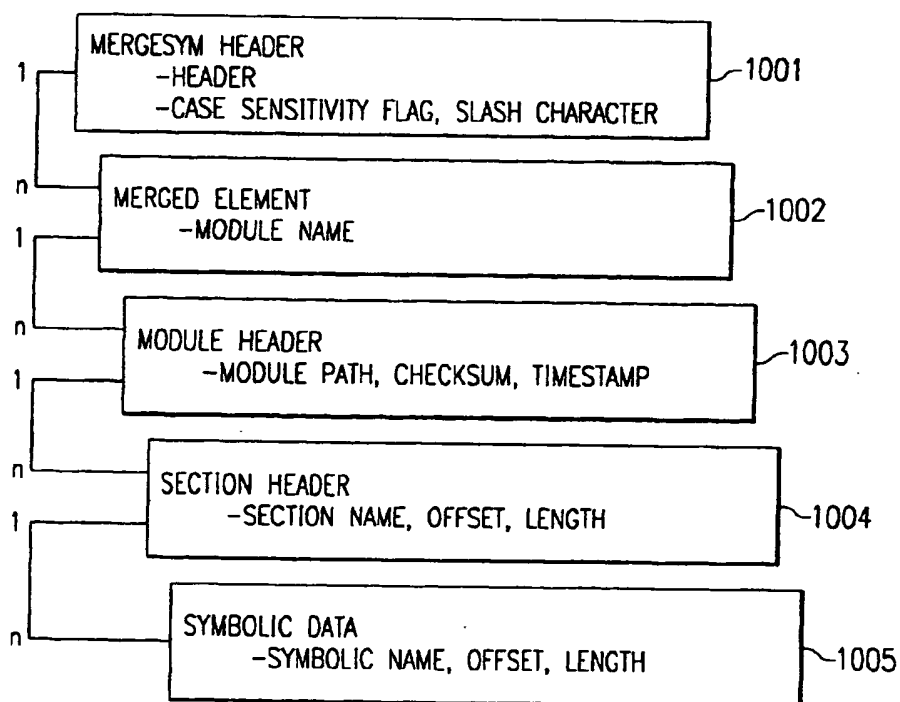 MERGESYM HEADER
-HEADER
-CASE SENSITIVITY FLAG, SLASH CHARACTER
1001
1
n
MERGED ELEMENT
-MODULE NAME
1002
1
n
MODULE HEADER
-MODULE PATH, CHECKSUM, TIMESTAMP
1003
1
n
SECTION HEADER
-SECTION NAME, OFFSET, LENGTH
1004
1
n
SYMBOLIC DATA
-SYMBOLIC NAME, OFFSET, LENGTH
1005